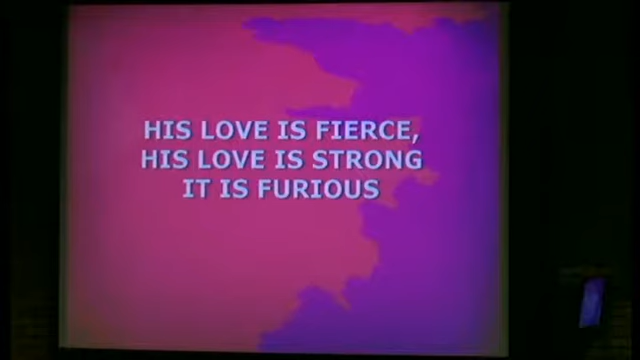 HIS LOVE IS FIERCE,
HIS LOVE IS STRONG
IT IS FURIOUS